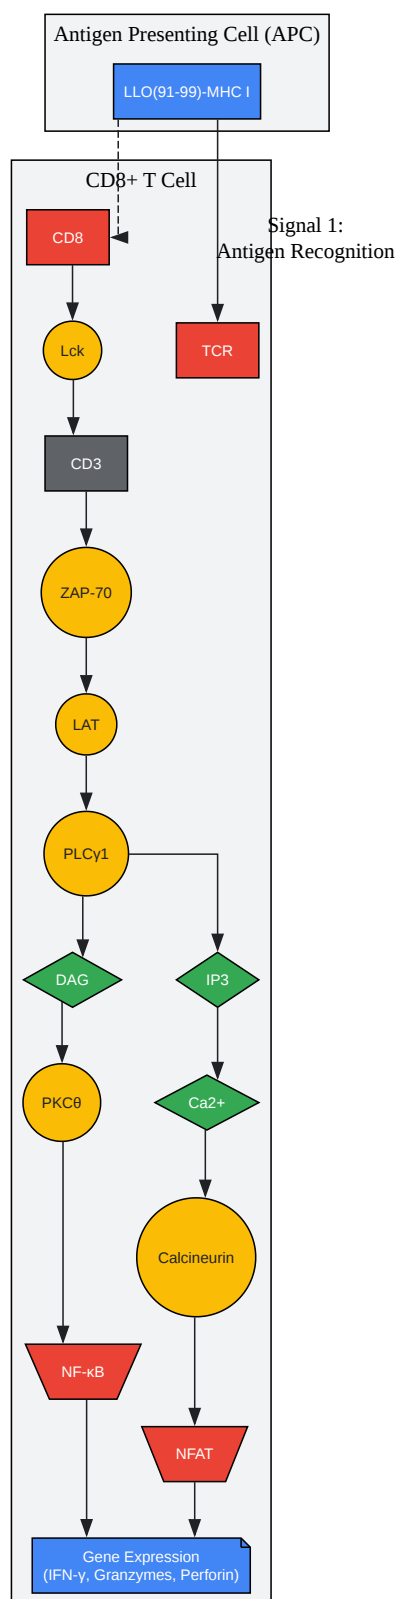 Antigen Presenting Cell (APC)
LLO(91-99)-MHC I
CD8+ T Cell
CD8
Signal 1:
Antigen Recognition
Lck
TCR
CD3
ZAP-70
LAT
PLCγ1
DAG
IP3
PKCθ
Ca2+
Calcineurin
NF-κB
NFAT
Gene Expression
(IFN-γ, Granzymes, Perforin)